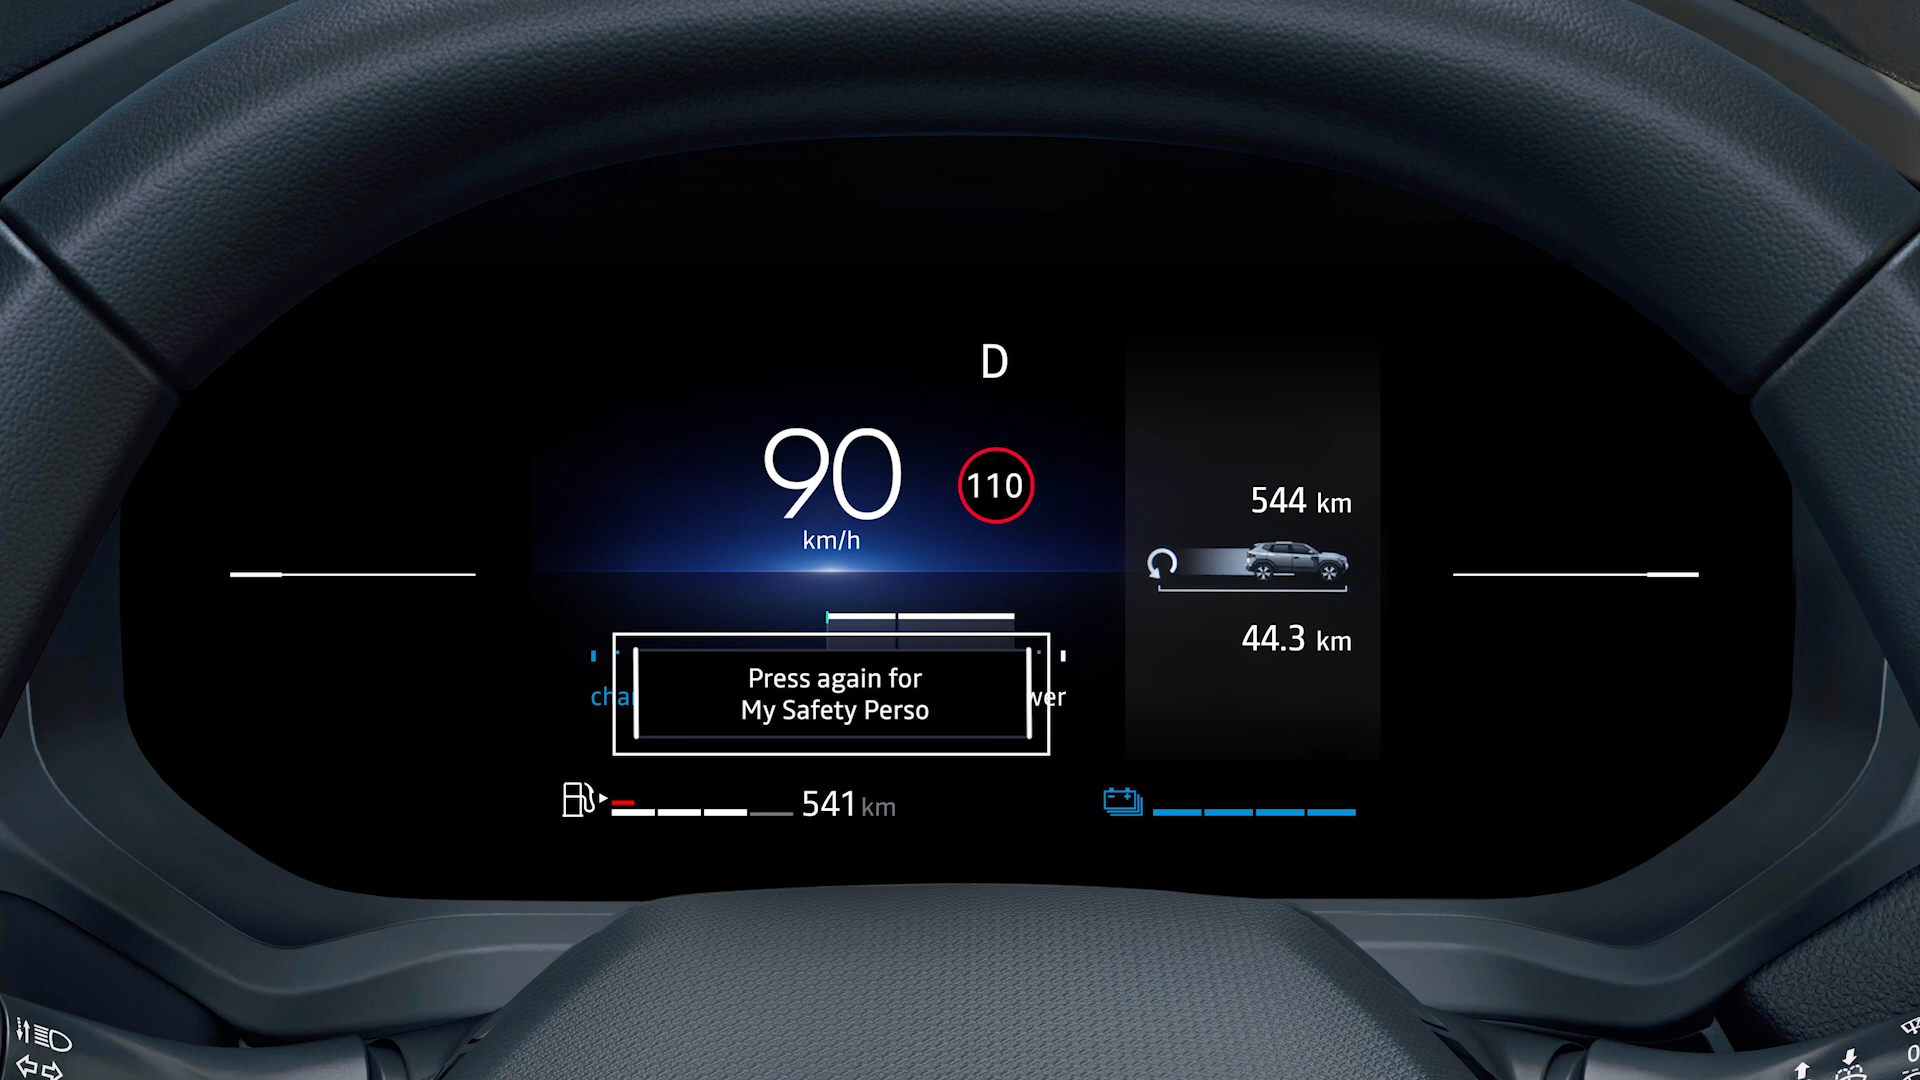 D
90
km/h
110
544 km
44.3 km
Press again for
My Safety Perso
541 km